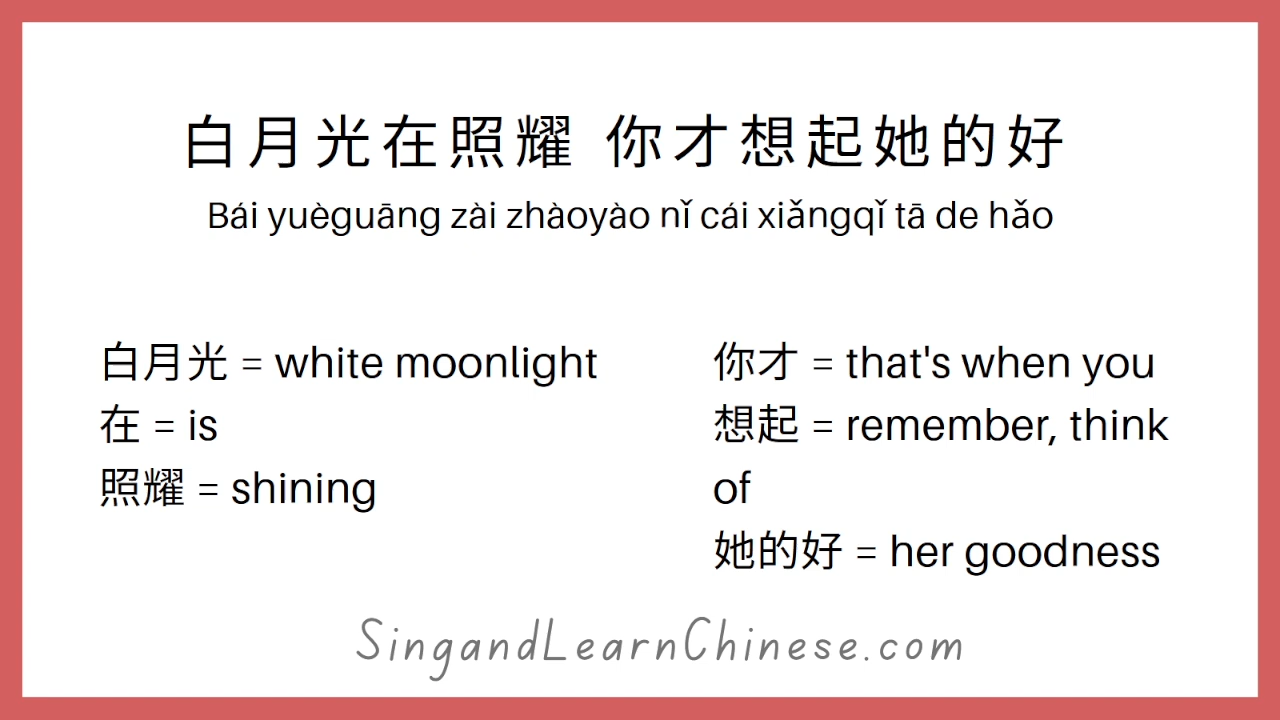 白月光在照耀 你才想起她的好
Bái yuèguāng zài zhàoyào nǐ cái xiǎngqǐ tā de hǎo
白月光 = white moonlight
在 = is
照耀 = shining
你才 = that's when you
想起 = remember, think
of
她的好 = her goodness
SingandLearnChinese.com